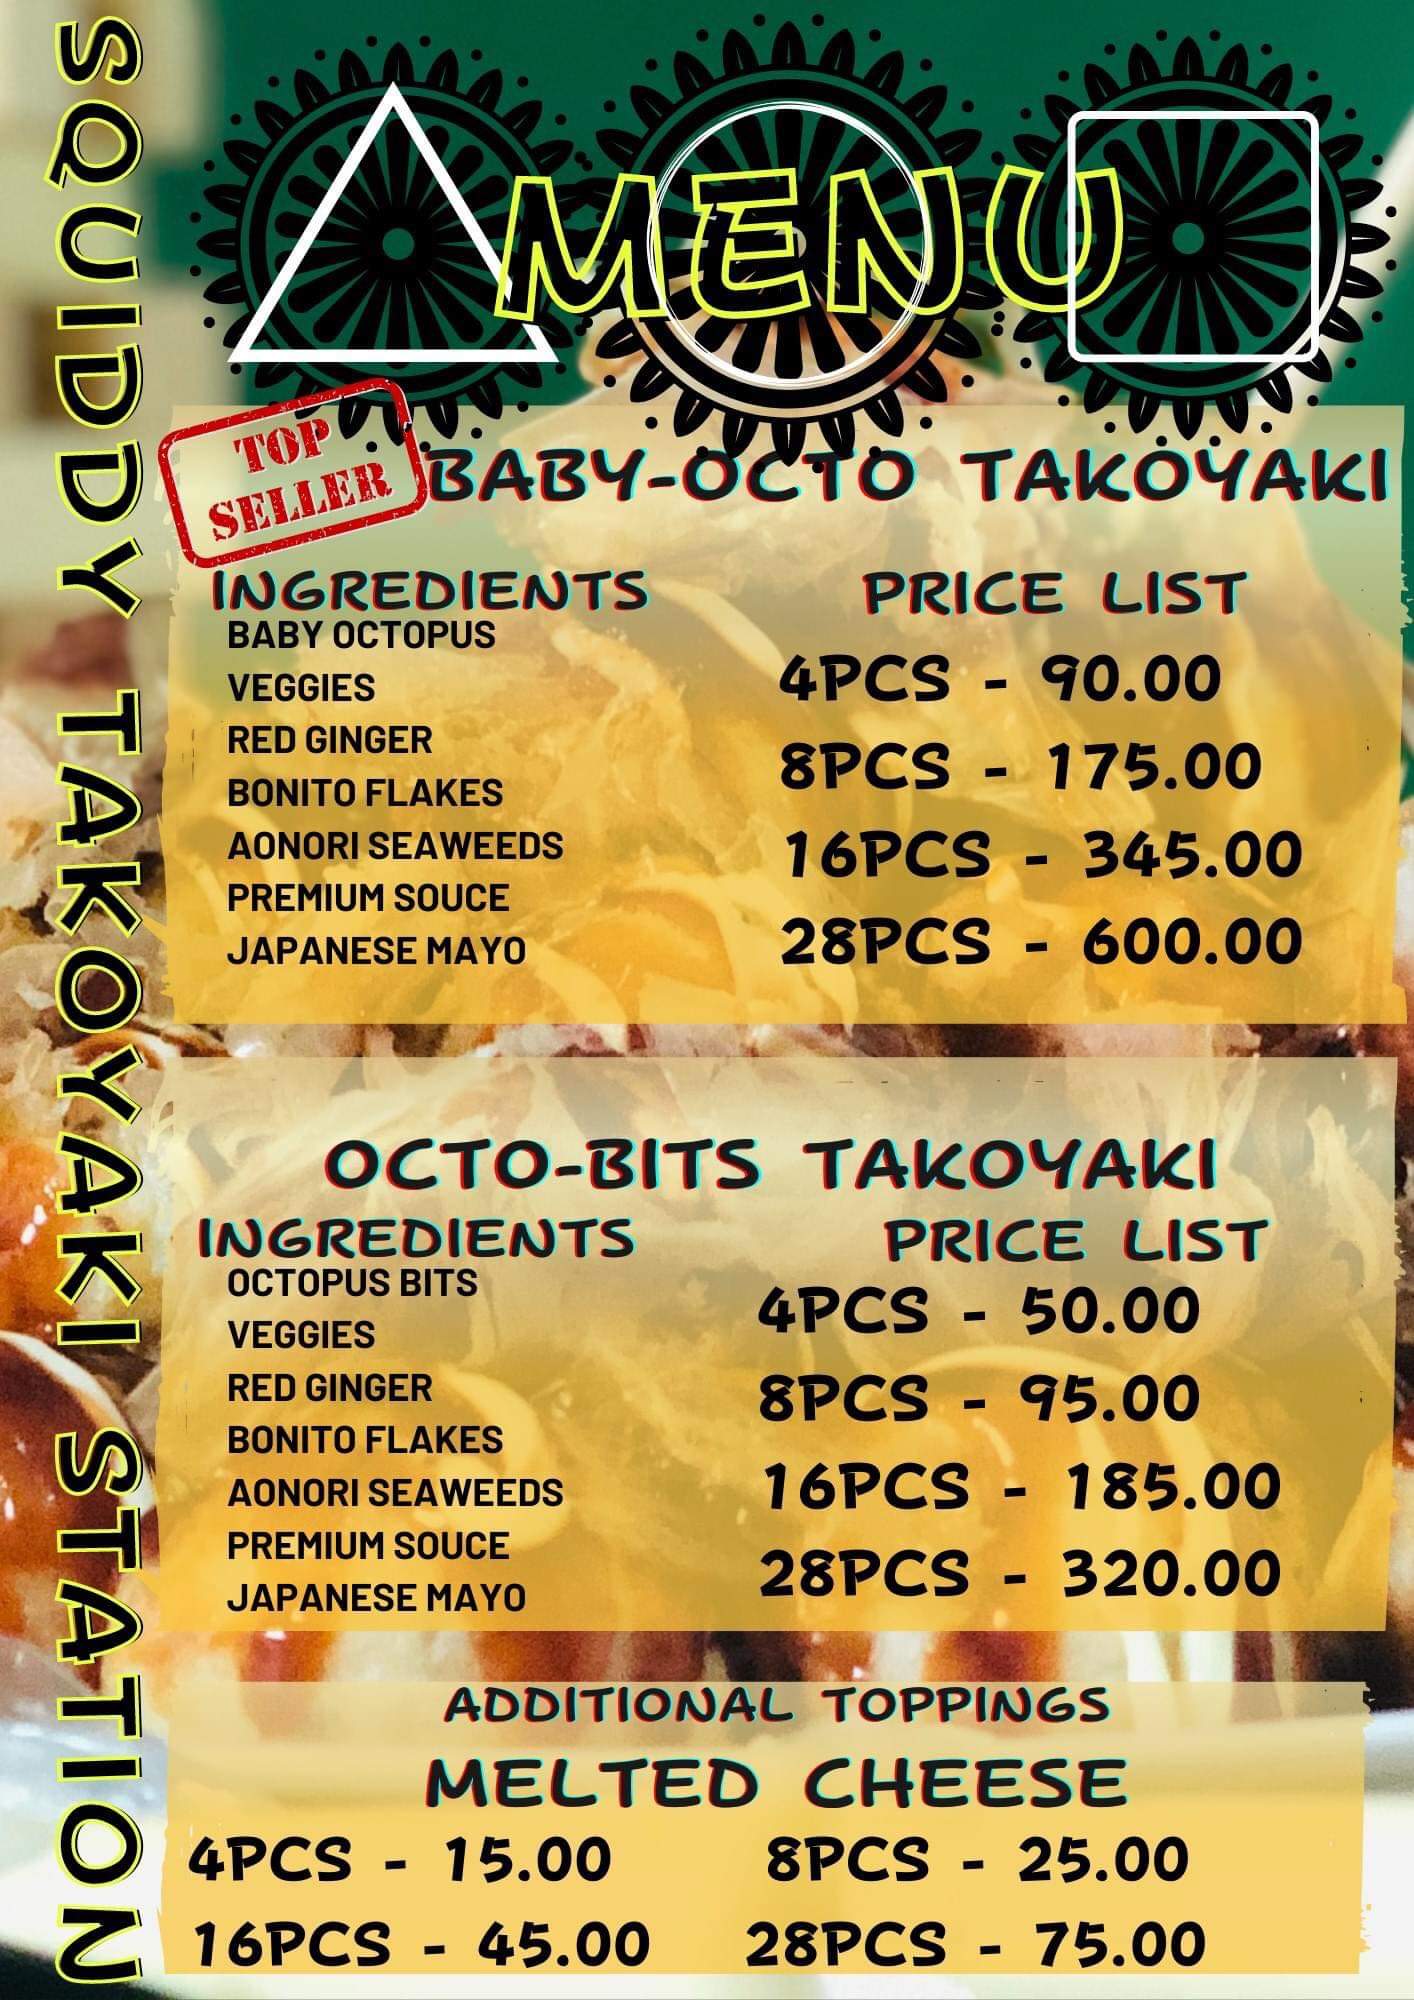 SQUIDDY TAKOYAKI STATION
MENU
TOP
SELLER
BABY-OCTO TAKOYAKI
INGREDIENTS
BABY OCTOPUS
VEGGIES
RED GINGER
BONITO FLAKES
AONORI SEAWEEDS
PREMIUM SOUCE
JAPANESE MAYO
PRICE LIST
4PCS - 90.00
8PCS - 175.00
16PCS - 345.00
28PCS - 600.00
OCTO-BITS TAKOYAKI
INGREDIENTS
OCTOPUS BITS
VEGGIES
RED GINGER
BONITO FLAKES
AONORI SEAWEEDS
PREMIUM SOUCE
JAPANESE MAYO
PRICE LIST
4PCS - 50.00
8PCS - 95.00
16PCS - 185.00
28PCS - 320.00
ADDITIONAL TOPPINGS
MELTED CHEESE
4PCS - 15.00 8PCS - 25.00
16PCS - 45.00 28PCS - 75.00